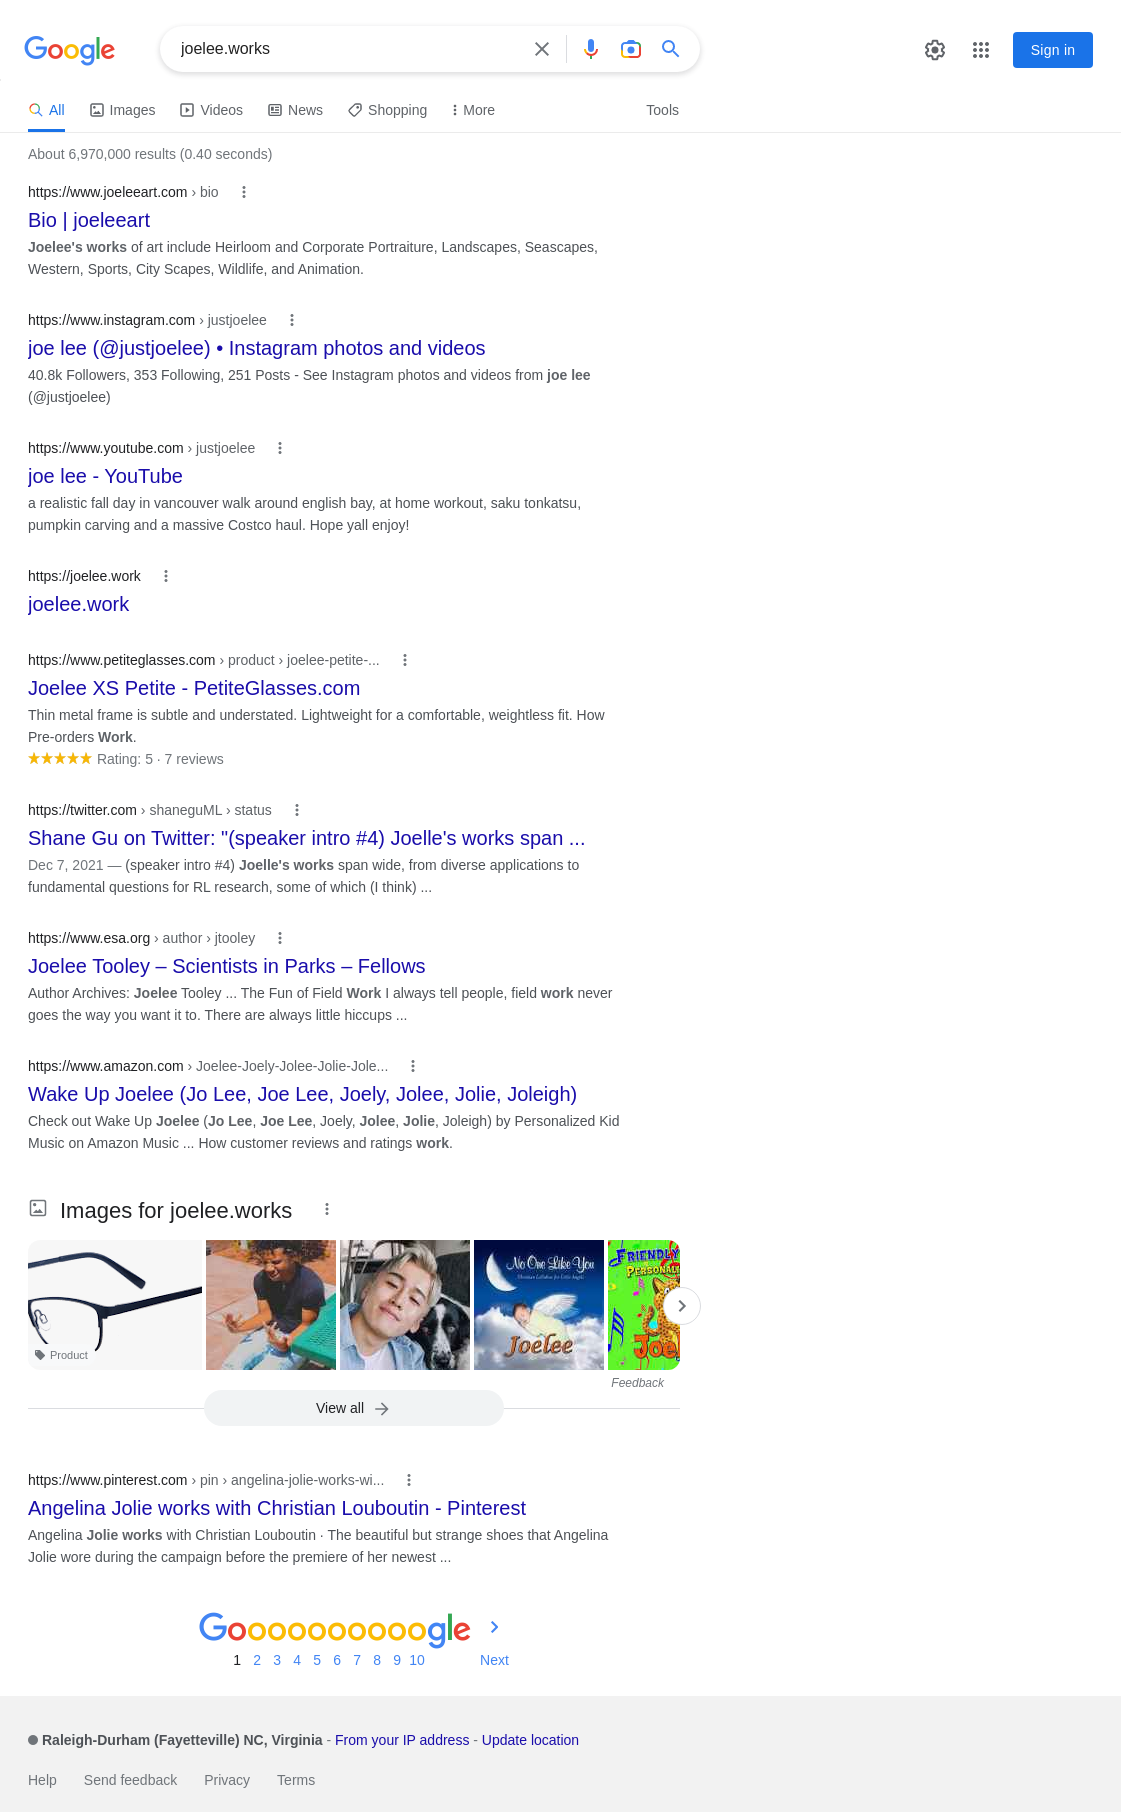 Google
joelee.works
Sign in
All
Images
Videos
News
Shopping
More
Tools
About 6,970,000 results (0.40 seconds)
https://www.joeleeart.com › bio
Bio | joeleeart
Joelee's works of art include Heirloom and Corporate Portraiture, Landscapes, Seascapes,
Western, Sports, City Scapes, Wildlife, and Animation.
https://www.instagram.com › justjoelee
joe lee (@justjoelee) • Instagram photos and videos
40.8k Followers, 353 Following, 251 Posts - See Instagram photos and videos from joe lee
(@justjoelee)
https://www.youtube.com › justjoelee
joe lee - YouTube
a realistic fall day in vancouver walk around english bay, at home workout, saku tonkatsu,
pumpkin carving and a massive Costco haul. Hope yall enjoy!
https://joelee.work
joelee.work
https://www.petiteglasses.com › product › joelee-petite-...
Joelee XS Petite - PetiteGlasses.com
Thin metal frame is subtle and understated. Lightweight for a comfortable, weightless fit. How
Pre-orders Work.
Rating: 5 · 7 reviews
https://twitter.com › shaneguML › status
Shane Gu on Twitter: "(speaker intro #4) Joelle's works span ...
Dec 7, 2021 — (speaker intro #4) Joelle's works span wide, from diverse applications to
fundamental questions for RL research, some of which (I think) ...
https://www.esa.org › author › jtooley
Joelee Tooley – Scientists in Parks – Fellows
Author Archives: Joelee Tooley ... The Fun of Field Work I always tell people, field work never
goes the way you want it to. There are always little hiccups ...
https://www.amazon.com › Joelee-Joely-Jolee-Jolie-Jole...
Wake Up Joelee (Jo Lee, Joe Lee, Joely, Jolee, Jolie, Joleigh)
Check out Wake Up Joelee (Jo Lee, Joe Lee, Joely, Jolee, Jolie, Joleigh) by Personalized Kid
Music on Amazon Music ... How customer reviews and ratings work.
Images for joelee.works
Product
No One Like You
Joelee
FRIENDLY
PERSONAL
Joe
Feedback
View all
https://www.pinterest.com › pin › angelina-jolie-works-wi...
Angelina Jolie works with Christian Louboutin - Pinterest
Angelina Jolie works with Christian Louboutin · The beautiful but strange shoes that Angelina
Jolie wore during the campaign before the premiere of her newest ...
Goooooooooogle
1 2 3 4 5 6 7 8 9 10 Next
Raleigh-Durham (Fayetteville) NC, Virginia - From your IP address - Update location
Help Send feedback Privacy Terms